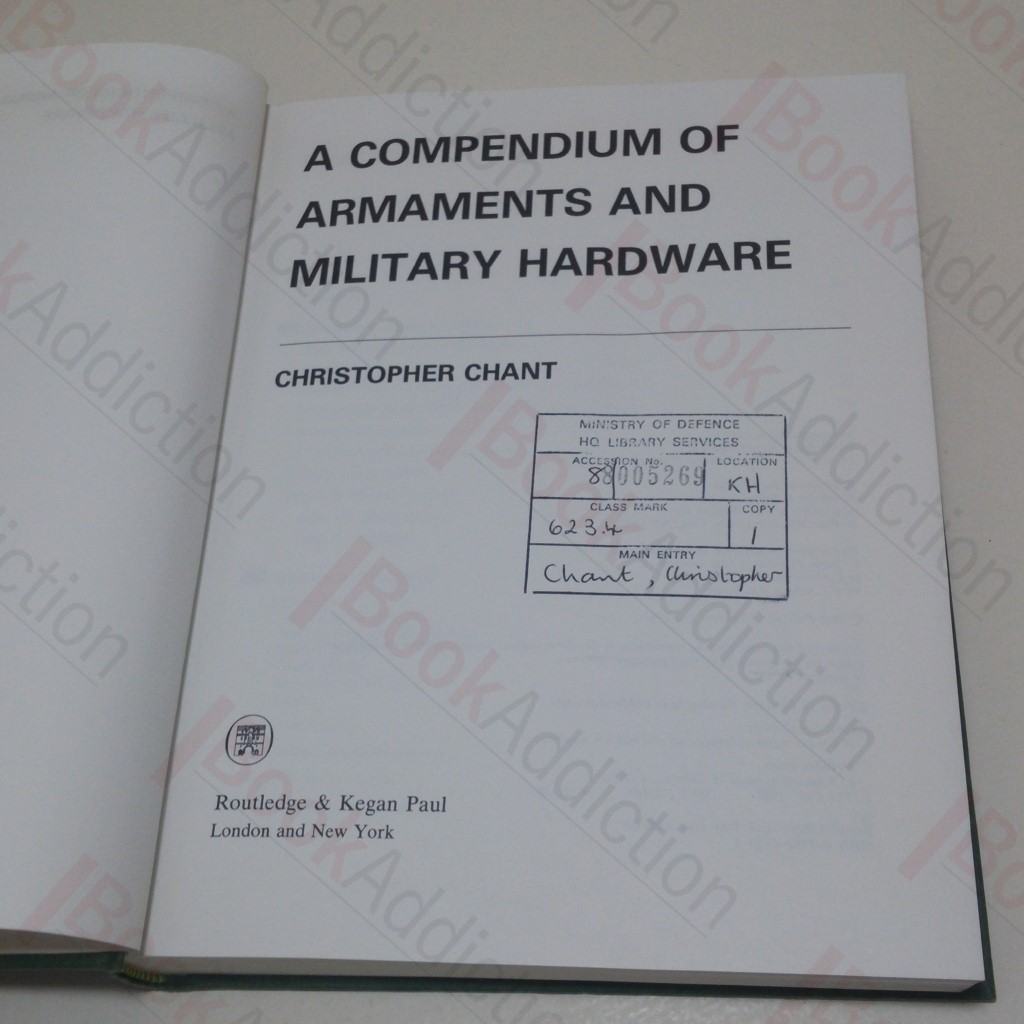 A COMPENDIUM OF
ARMAMENTS AND
MILITARY HARDWARE
CHRISTOPHER CHANT
MINISTRY OF DEFENCE
HQ LIBRARY SERVICES
ACCESSION No. LOCATION
88005269 KH
CLASS MARK COPY
623.4 1
MAIN ENTRY
Chant, Christopher
Routledge & Kegan Paul
London and New York
BookAddiction